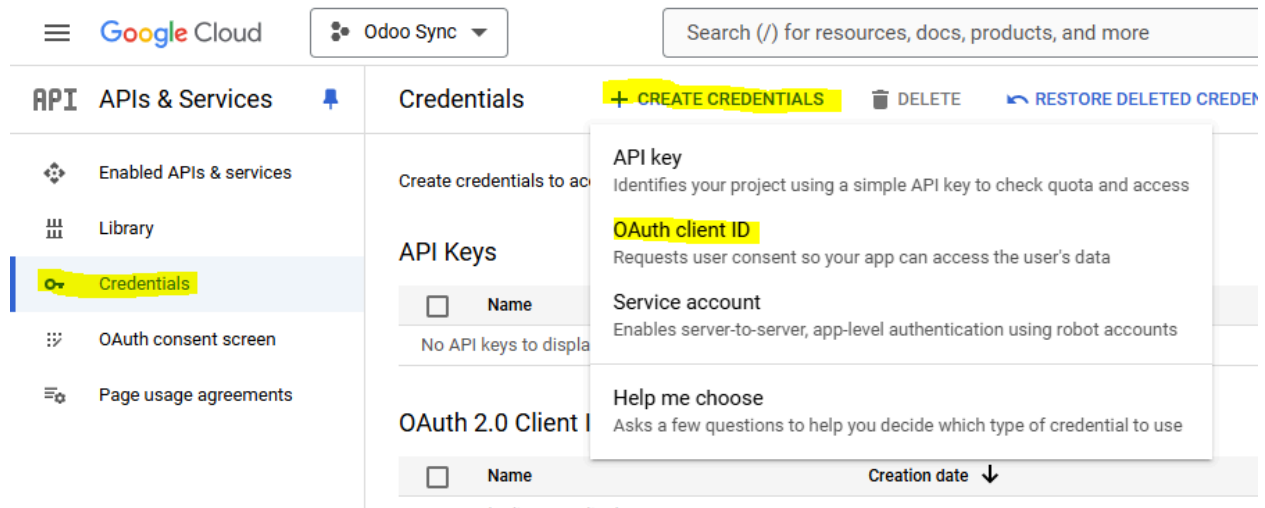 Google Cloud
Odoo Sync
Search (/) for resources, docs, products, and more
API APIs & Services
Credentials
+ CREATE CREDENTIALS
DELETE
RESTORE DELETED
Enabled APIs & services
Library
Credentials
OAuth consent screen
Page usage agreements
Create credentials to
API key
Identifies your project using a simple API key to check quota and access
OAuth client ID
Requests user consent so your app can access the user's data
Service account
Enables server-to-server, app-level authentication using robot accounts
Help me choose
Asks a few questions to help you decide which type of credential to use
API Keys
Name
No API keys to
OAuth 2.0 Client
Name
Creation date